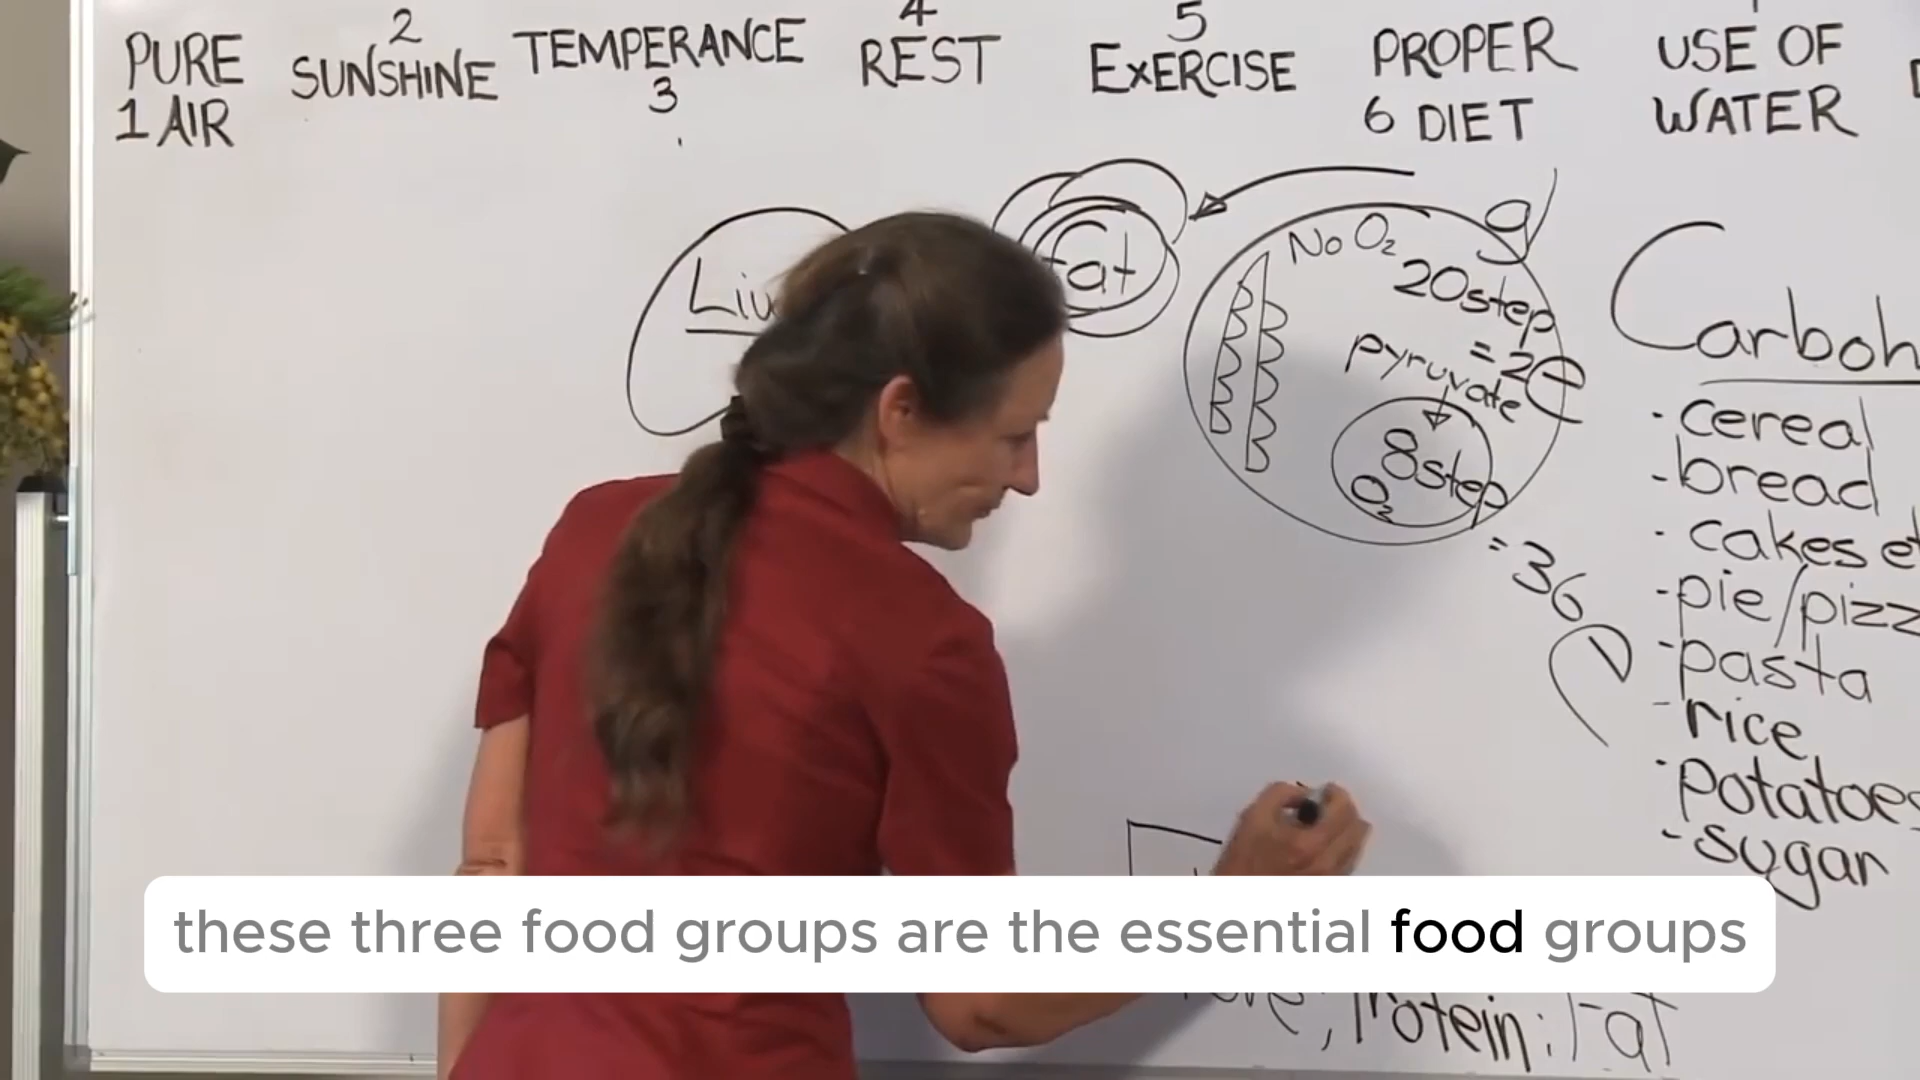 PURE
1 AIR
2
SUNSHINE
TEMPERANCE
3
4
REST
5
EXERCISE
PROPER
6 DIET
USE OF
WATER
Liv
fat
No O₂
20step
= 2e
pyruvate
8step
O₂
= 36
g
Carboh
- cereal
- bread
- cakes et
- pie/pizz
- pasta
- rice
- potatoes
- sugar
these three food groups are the essential food groups
; Protein; Fat